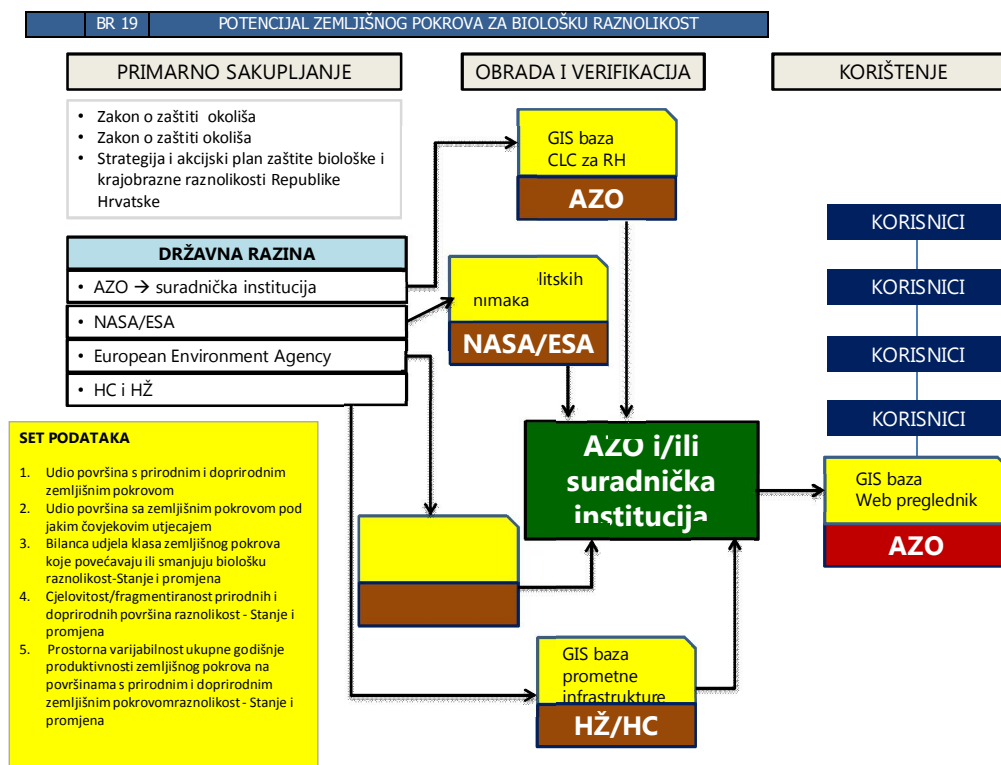 BR 19 POTENCIJAL ZEMLJIŠNOG POKROVA ZA BIOLOŠKU RAZNOLIKOST
PRIMARNO SAKUPLJANJE
OBRADA I VERIFIKACIJA
KORIŠTENJE
• Zakon o zaštiti okoliša
• Zakon o zaštiti okoliša
• Strategija i akcijski plan zaštite biološke i
krajobrazne raznolikosti Republike
Hrvatske
DRŽAVNA RAZINA
• AZO → suradnička institucija
• NASA/ESA
• European Environment Agency
• HC i HŽ
SET PODATAKA
1. Udio površina s prirodnim i doprirodnim
zemljišnim pokrovom
2. Udio površina sa zemljišnim pokrovom pod
jakim čovjekovim utjecajem
3. Bilanca udjela klasa zemljišnog pokrova
koje povećavaju ili smanjuju biološku
raznolikost-Stanje i promjena
4. Cjelovitost/fragmentiranost prirodnih i
doprirodnih površina raznolikost - Stanje i
promjena
5. Prostorna varijabilnost ukupne godišnje
produktivnosti zemljišnog pokrova na
površinama s prirodnim i doprirodnim
zemljišnim pokrovomraznolikost - Stanje i
promjena
GIS baza
CLC za RH
AZO
litskih
nimaka
NASA/ESA
AZO i/ili
suradnička
institucija
GIS baza
prometne
infrastrukture
HŽ/HC
KORISNICI
KORISNICI
KORISNICI
KORISNICI
GIS baza
Web preglednik
AZO